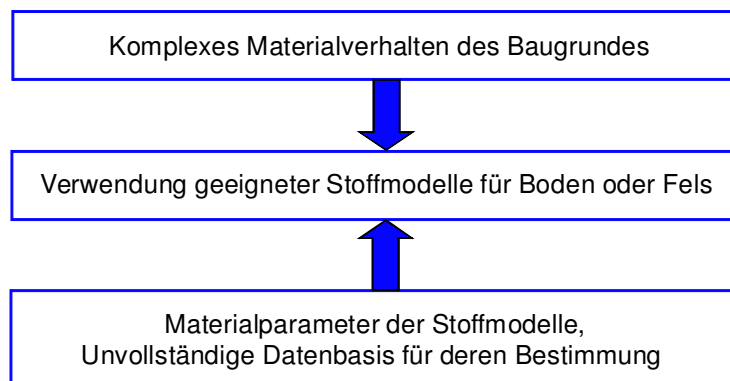 Komplexes Materialverhalten des Baugrundes
Verwendung geeigneter Stoffmodelle für Boden oder Fels
Materialparameter der Stoffmodelle,
Unvollständige Datenbasis für deren Bestimmung